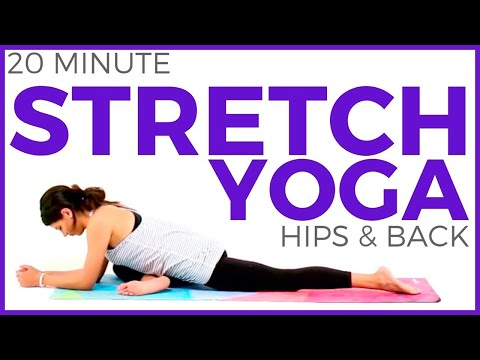 20 MINUTE
STRETCH
YOGA
HIPS & BACK